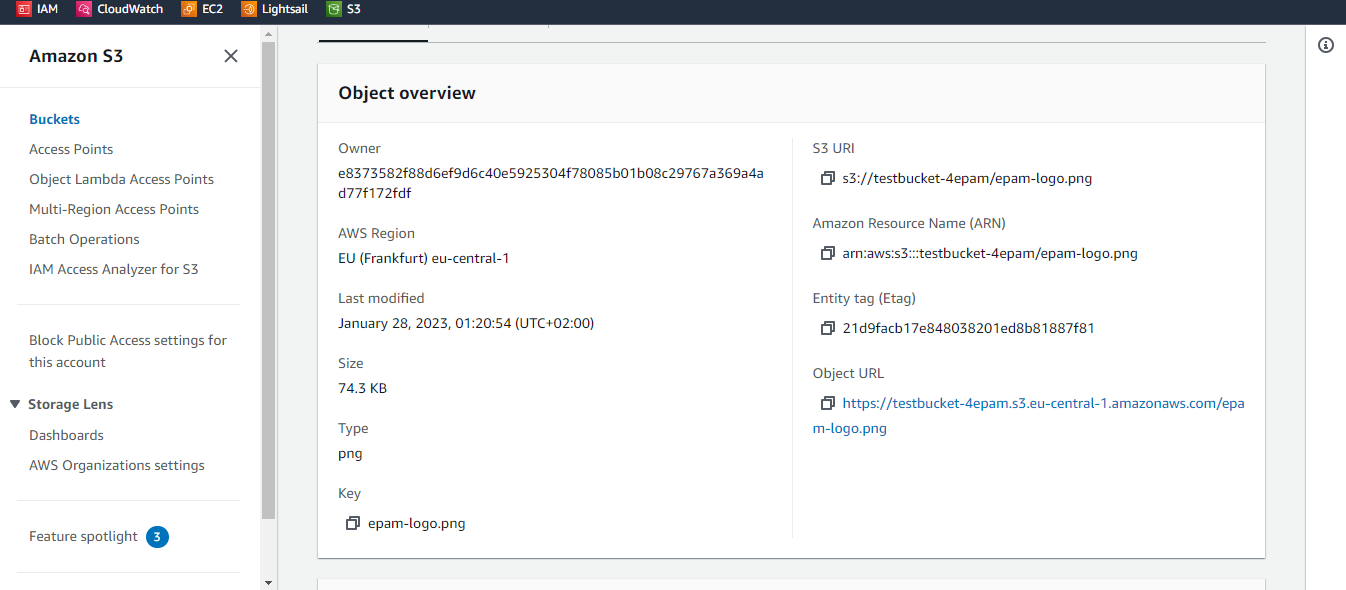 IAM CloudWatch EC2 Lightsail S3
Amazon S3
Buckets
Access Points
Object Lambda Access Points
Multi-Region Access Points
Batch Operations
IAM Access Analyzer for S3
Block Public Access settings for
this account
Storage Lens
Dashboards
AWS Organizations settings
Feature spotlight 3
Object overview
Owner
e8373582f88d6ef9d6c40e5925304f78085b01b08c29767a369a4a
d77f172fdf
AWS Region
EU (Frankfurt) eu-central-1
Last modified
January 28, 2023, 01:20:54 (UTC+02:00)
Size
74.3 KB
Type
png
Key
epam-logo.png
S3 URI
s3://testbucket-4epam/epam-logo.png
Amazon Resource Name (ARN)
arn:aws:s3:::testbucket-4epam/epam-logo.png
Entity tag (Etag)
21d9facb17e848038201ed8b81887f81
Object URL
https://testbucket-4epam.s3.eu-central-1.amazonaws.com/epa
m-logo.png